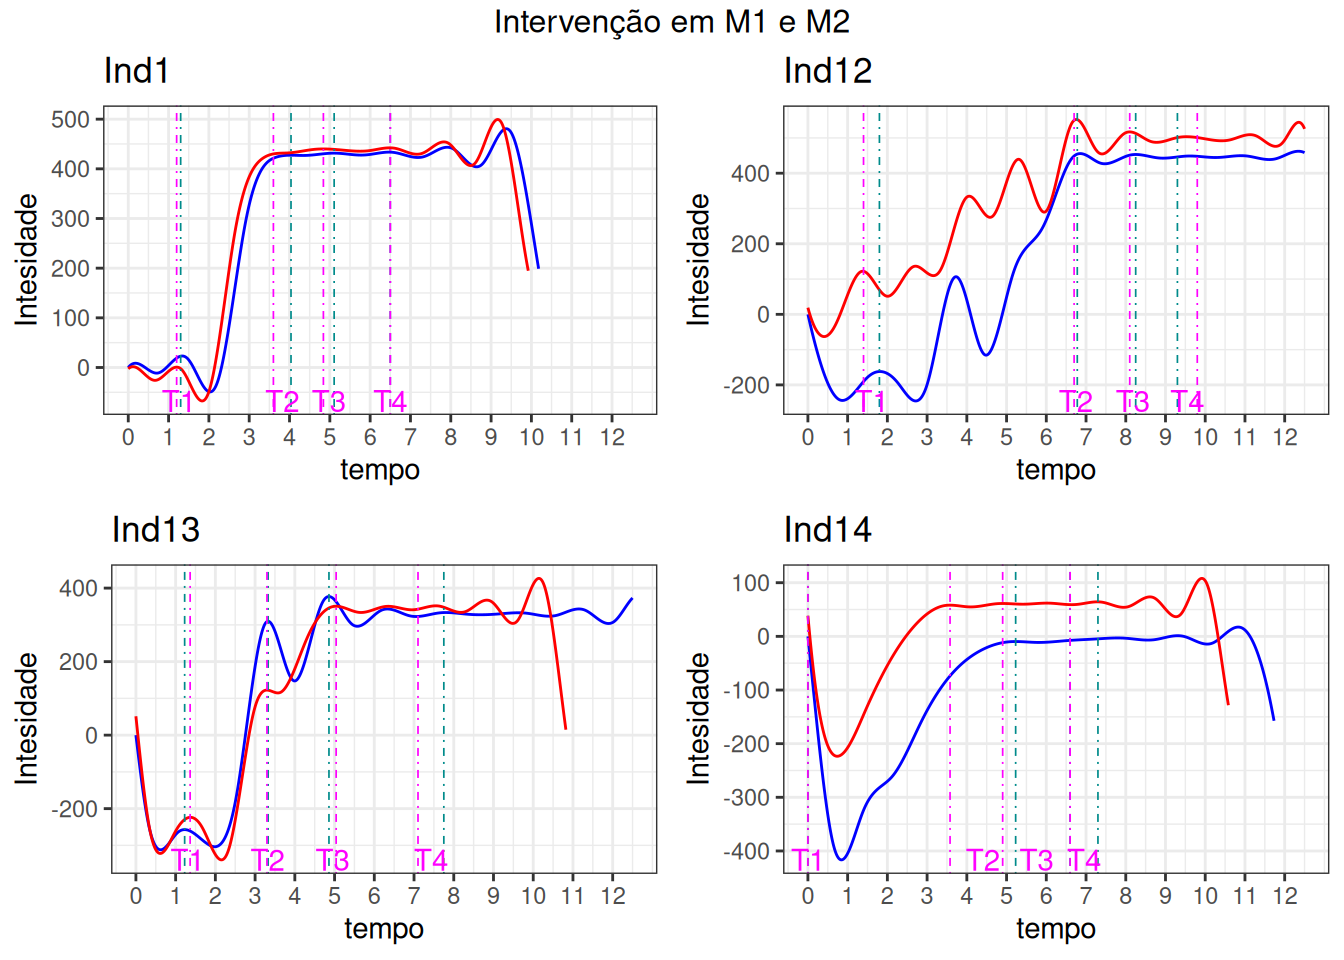 Intervenção em M1 e M2
Ind1
Intesidade
500
400
300
200
100
0
T1 T2 T3 T4
0 1 2 3 4 5 6 7 8 9 10 11 12
tempo
Ind12
Intesidade
400
200
0
-200
T1 T2 T3 T4
0 1 2 3 4 5 6 7 8 9 10 11 12
tempo
Ind13
Intesidade
400
200
0
-200
T1 T2 T3 T4
0 1 2 3 4 5 6 7 8 9 10 11 12
tempo
Ind14
Intesidade
100
0
-100
-200
-300
-400
T1 T2 T3 T4
0 1 2 3 4 5 6 7 8 9 10 11 12
tempo